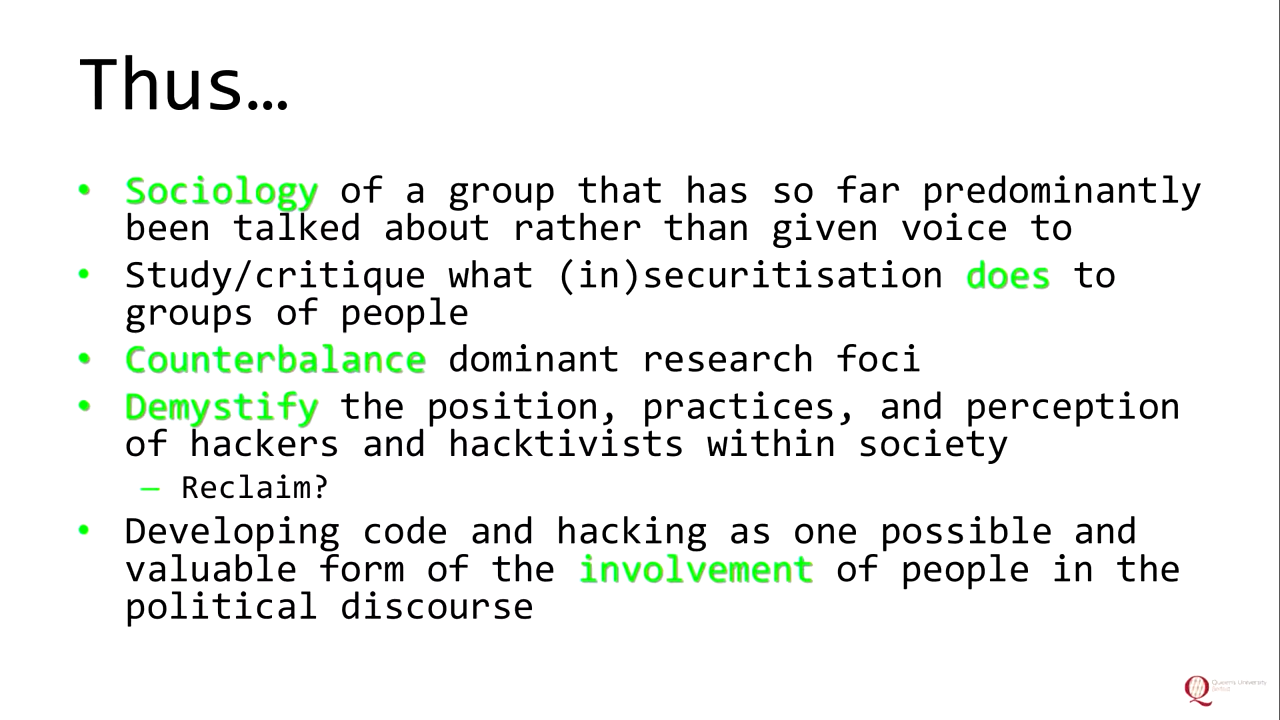 Thus…
• Sociology of a group that has so far predominantly
been talked about rather than given voice to
• Study/critique what (in)securitisation does to
groups of people
• Counterbalance dominant research foci
• Demystify the position, practices, and perception
of hackers and hacktivists within society
– Reclaim?
• Developing code and hacking as one possible and
valuable form of the involvement of people in the
political discourse
Queen's University